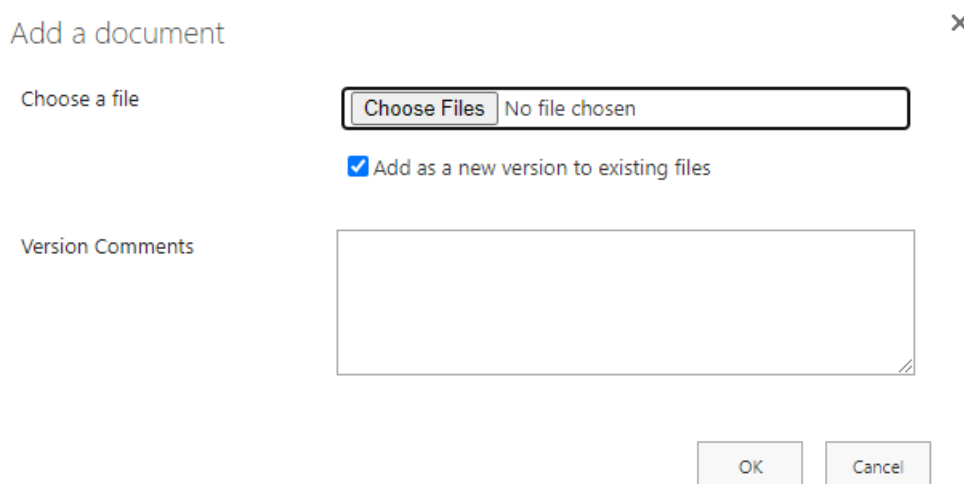 Add a document
Choose a file
Choose Files No file chosen
Add as a new version to existing files
Version Comments
OK Cancel